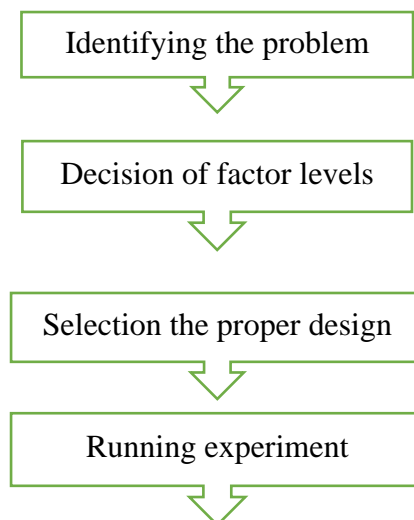 Identifying the problem
Decision of factor levels
Selection the proper design
Running experiment